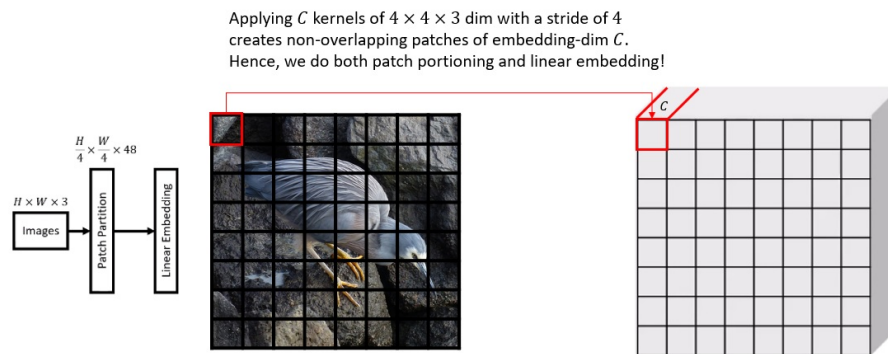 Applying C kernels of 4 × 4 × 3 dim with a stride of 4
creates non-overlapping patches of embedding-dim C.
Hence, we do both patch portioning and linear embedding!
C
H/4 × W/4 × 48
H × W × 3
Images
Patch Partition
Linear Embedding